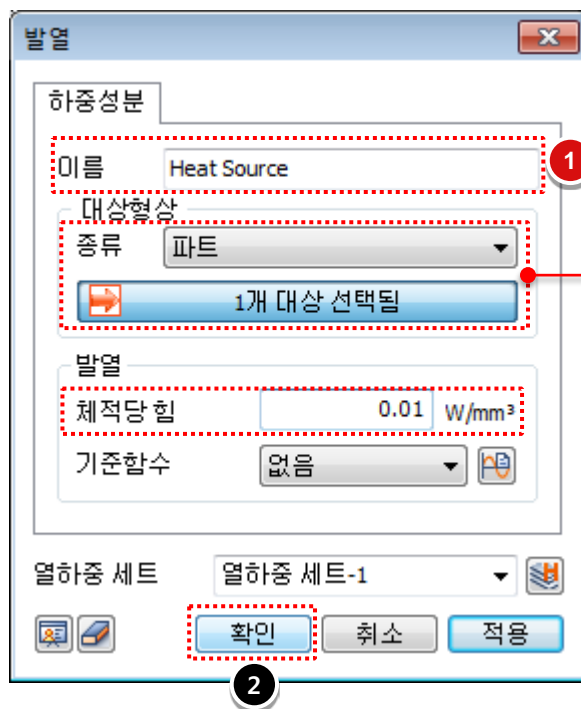 발열
하중성분
이름 Heat Source
1
대상형상
종류 파트
1개 대상 선택됨
발열
체적당 힘 0.01 W/mm³
기준함수 없음
열하중 세트 열하중 세트-1
확인 취소 적용
2